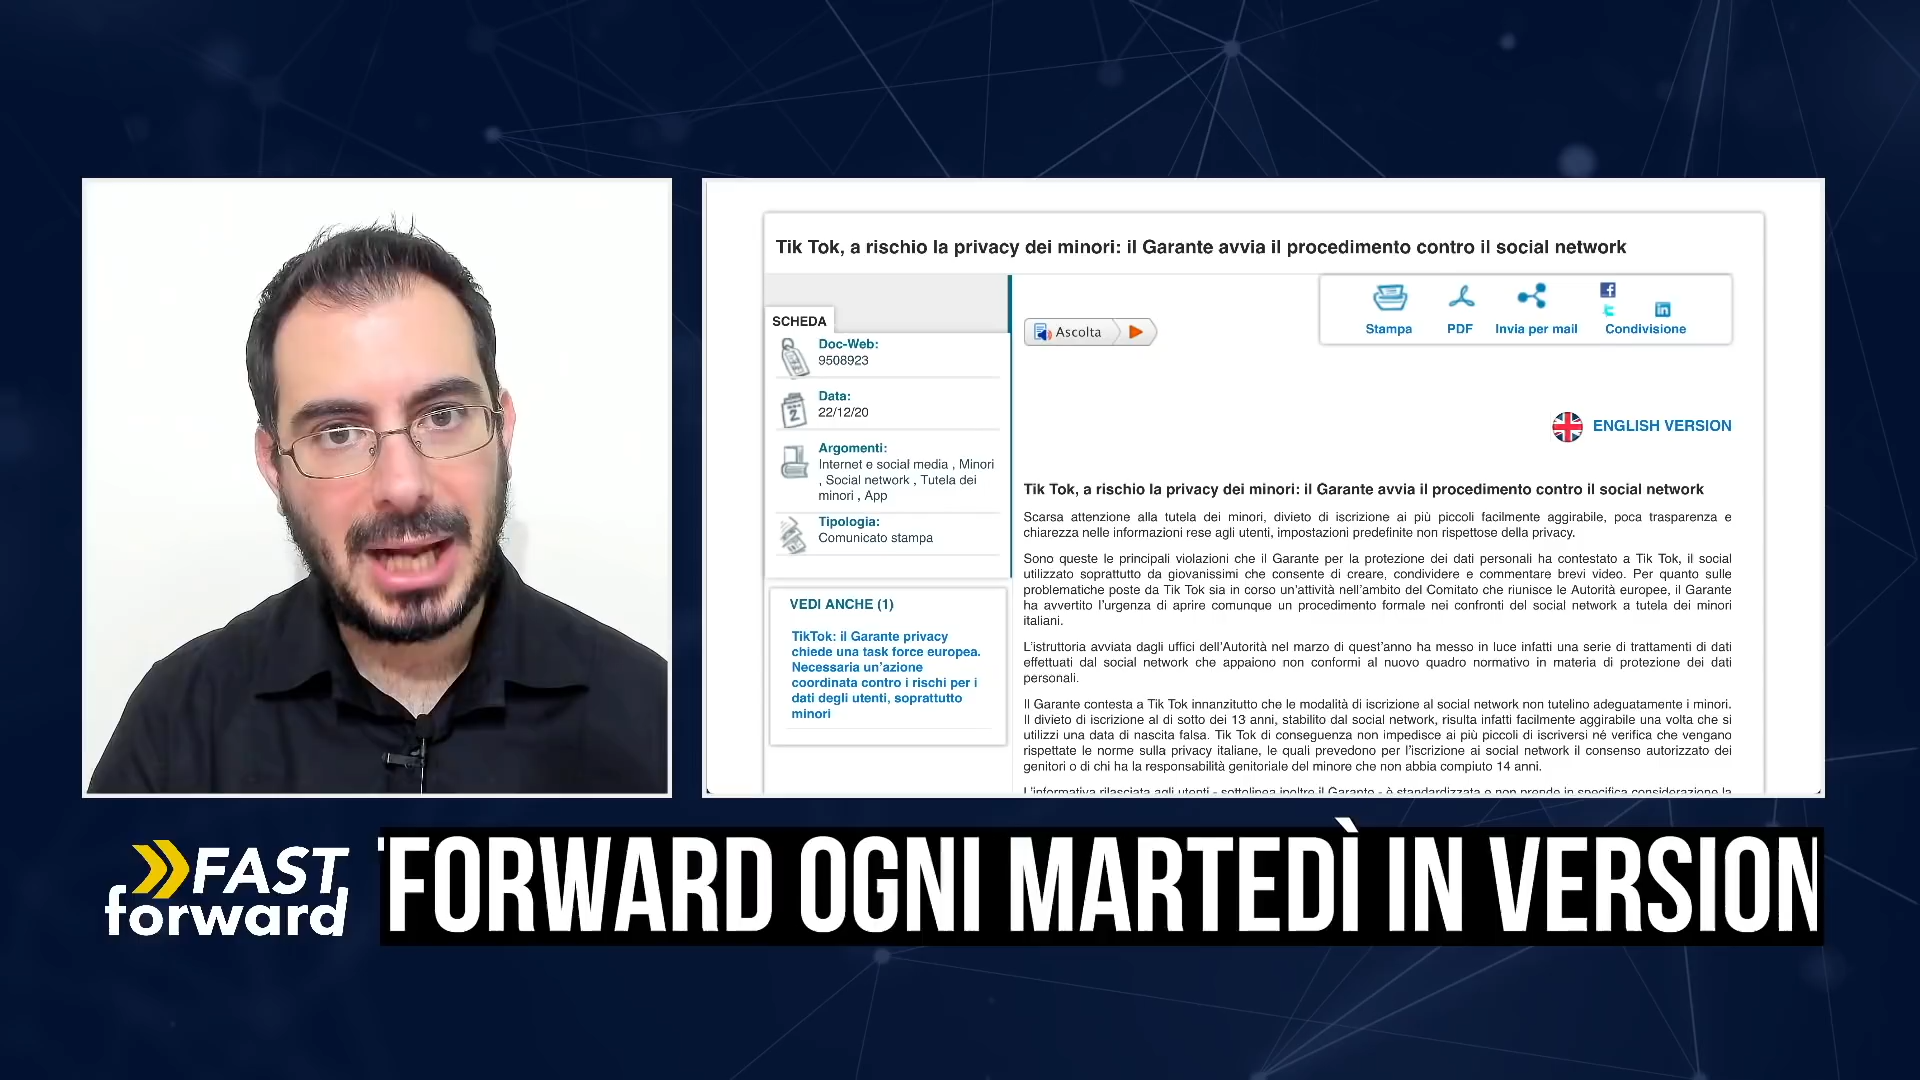 Tik Tok, a rischio la privacy dei minori: il Garante avvia il procedimento contro il social network
SCHEDA
Doc-Web:
9508923
Data:
22/12/20
Argomenti:
Internet e social media , Minori
, Social network , Tutela dei
minori , App
Tipologia:
Comunicato stampa
VEDI ANCHE (1)
TikTok: il Garante privacy
chiede una task force europea.
Necessaria un'azione
coordinata contro i rischi per i
dati degli utenti, soprattutto
minori
Ascolta
Stampa
PDF
Invia per mail
Condivisione
ENGLISH VERSION
Tik Tok, a rischio la privacy dei minori: il Garante avvia il procedimento contro il social network
Scarsa attenzione alla tutela dei minori, divieto di iscrizione ai più piccoli facilmente aggirabile, poca trasparenza e
chiarezza nelle informazioni rese agli utenti, impostazioni predefinite non rispettose della privacy.
Sono queste le principali violazioni che il Garante per la protezione dei dati personali ha contestato a Tik Tok, il social
utilizzato soprattutto da giovanissimi che consente di creare, condividere e commentare brevi video. Per quanto sulle
problematiche poste da Tik Tok sia in corso un'attività nell'ambito del Comitato che riunisce le Autorità europee, il Garante
ha avvertito l'urgenza di aprire comunque un procedimento formale nei confronti del social network a tutela dei minori
italiani.
L'istruttoria avviata dagli uffici dell'Autorità nel marzo di quest'anno ha messo in luce infatti una serie di trattamenti di dati
effettuati dal social network che appaiono non conformi al nuovo quadro normativo in materia di protezione dei dati
personali.
Il Garante contesta a Tik Tok innanzitutto che le modalità di iscrizione al social network non tutelino adeguatamente i minori.
Il divieto di iscrizione al di sotto dei 13 anni, stabilito dal social network, risulta infatti facilmente aggirabile una volta che si
utilizzi una data di nascita falsa. Tik Tok di conseguenza non impedisce ai più piccoli di iscriversi né verifica che vengano
rispettate le norme sulla privacy italiane, le quali prevedono per l'iscrizione ai social network il consenso autorizzato dei
genitori o di chi ha la responsabilità genitoriale del minore che non abbia compiuto 14 anni.
L'informativa rilasciata agli utenti - sottolinea inoltre il Garante - è standardizzata e non prende in specifica considerazione la
FAST
forward
FORWARD OGNI MARTEDÌ IN VERSION